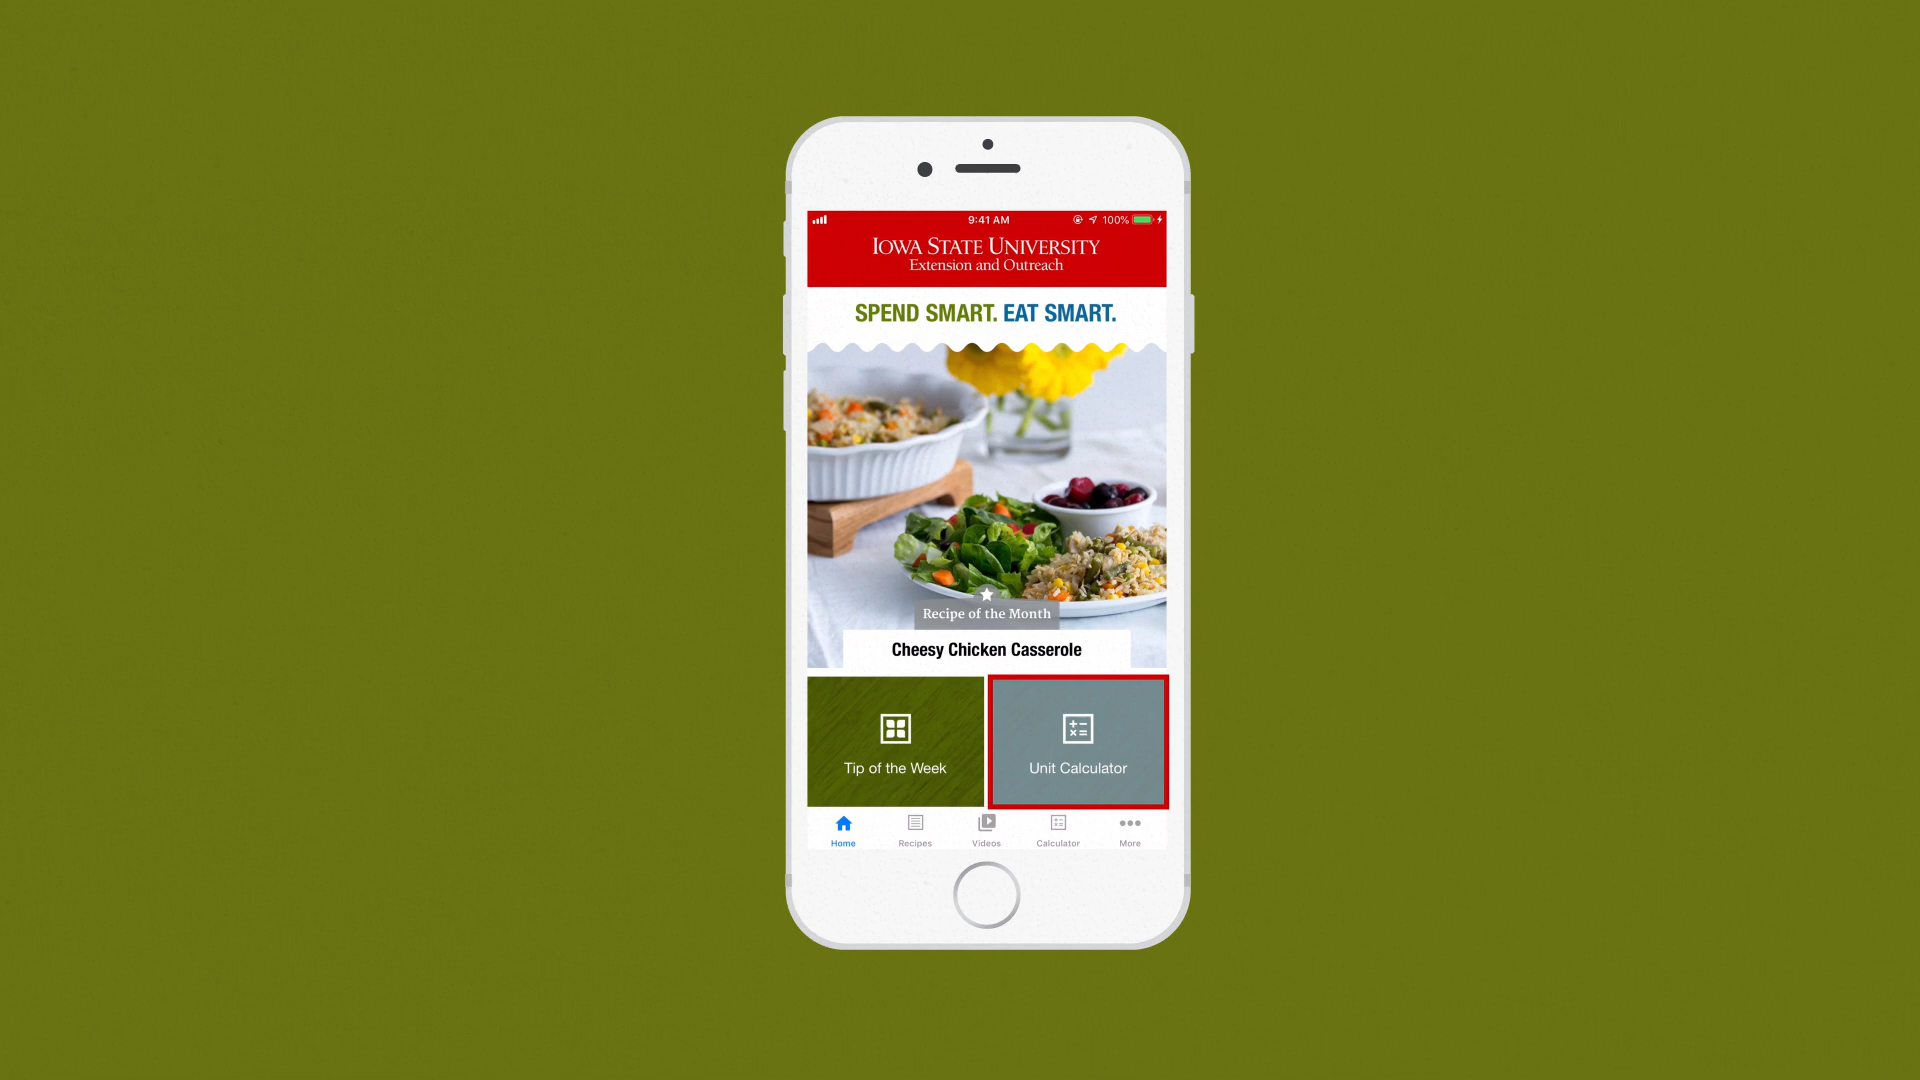 9:41 AM
100%
IOWA STATE UNIVERSITY
Extension and Outreach
SPEND SMART. EAT SMART.
Recipe of the Month
Cheesy Chicken Casserole
Tip of the Week
Unit Calculator
Home
Recipes
Videos
Calculator
More